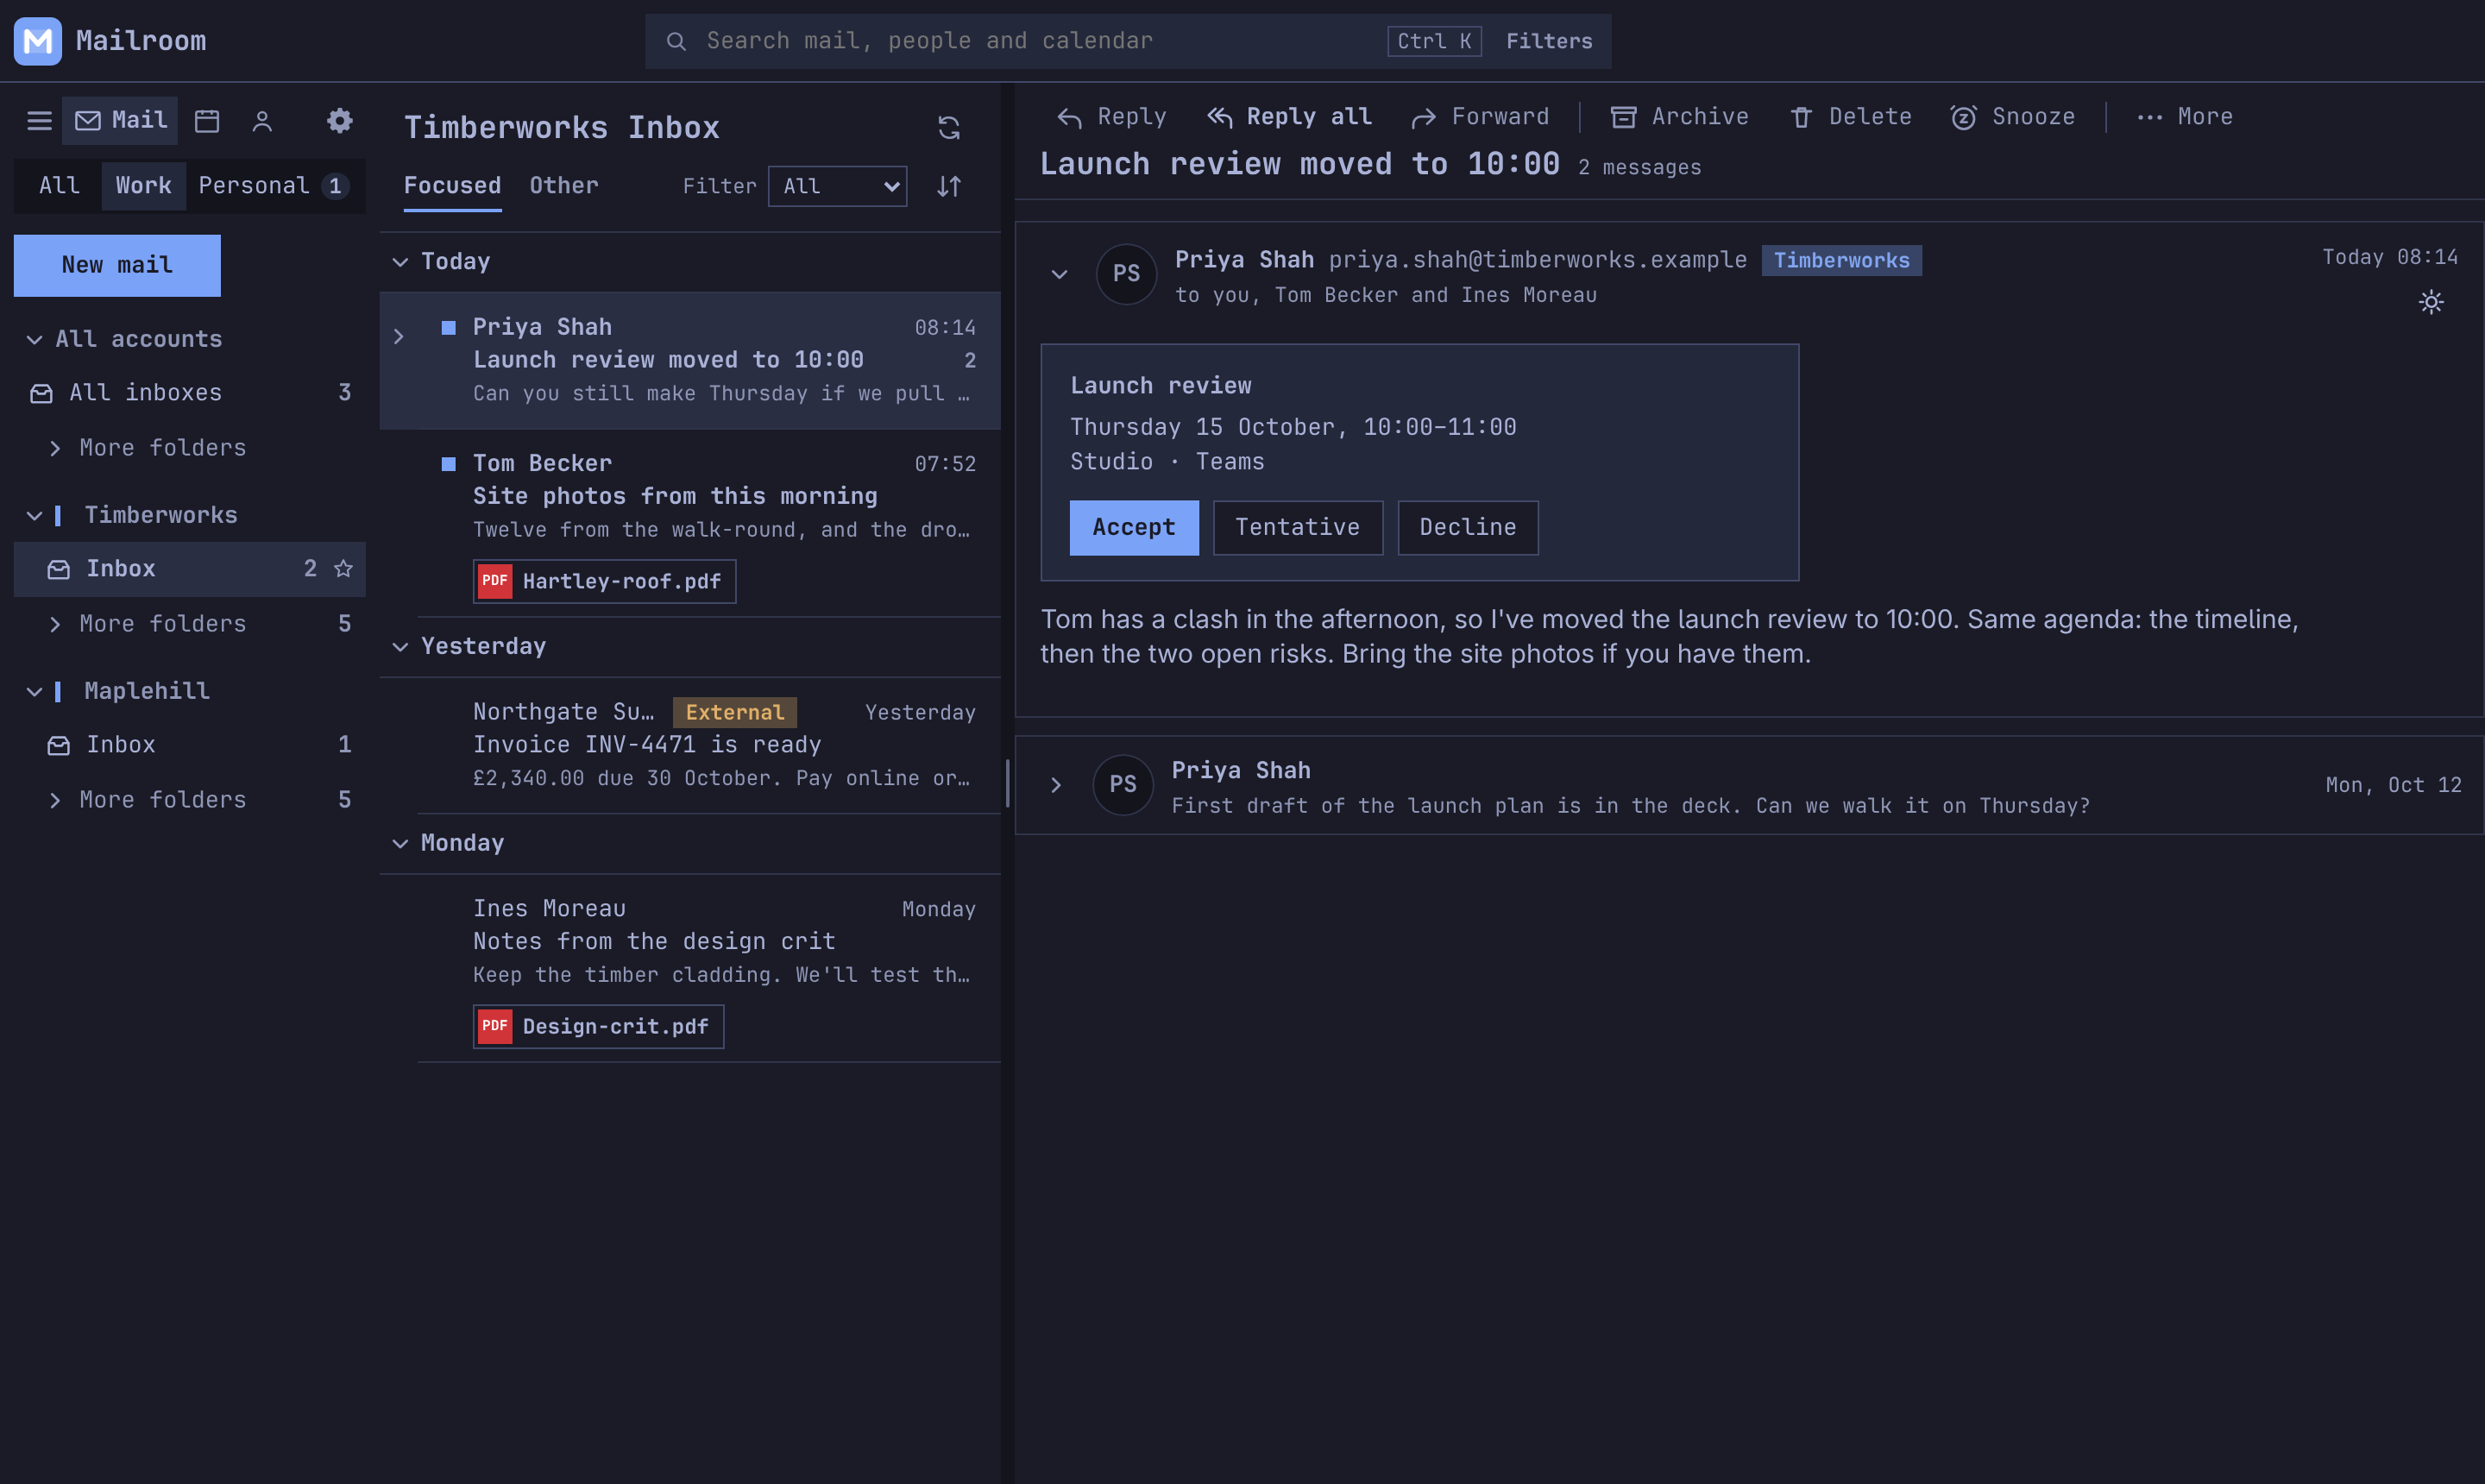 Mailroom
Search mail, people and calendar
Ctrl K
Filters
Mail
All
Work
Personal 1
New mail
All accounts
All inboxes 3
More folders
Timberworks
Inbox 2
More folders 5
Maplehill
Inbox 1
More folders 5
Timberworks Inbox
Focused Other
Filter All
Today
Priya Shah 08:14
Launch review moved to 10:00 2
Can you still make Thursday if we pull …
Tom Becker 07:52
Site photos from this morning
Twelve from the walk-round, and the dro…
PDF Hartley-roof.pdf
Yesterday
Northgate Su… External Yesterday
Invoice INV-4471 is ready
£2,340.00 due 30 October. Pay online or…
Monday
Ines Moreau Monday
Notes from the design crit
Keep the timber cladding. We'll test th…
PDF Design-crit.pdf
Reply Reply all Forward Archive Delete Snooze More
Launch review moved to 10:00 2 messages
PS
Priya Shah priya.shah@timberworks.example Timberworks Today 08:14
to you, Tom Becker and Ines Moreau
Launch review
Thursday 15 October, 10:00–11:00
Studio · Teams
Accept Tentative Decline
Tom has a clash in the afternoon, so I've moved the launch review to 10:00. Same agenda: the timeline,
then the two open risks. Bring the site photos if you have them.
PS
Priya Shah Mon, Oct 12
First draft of the launch plan is in the deck. Can we walk it on Thursday?